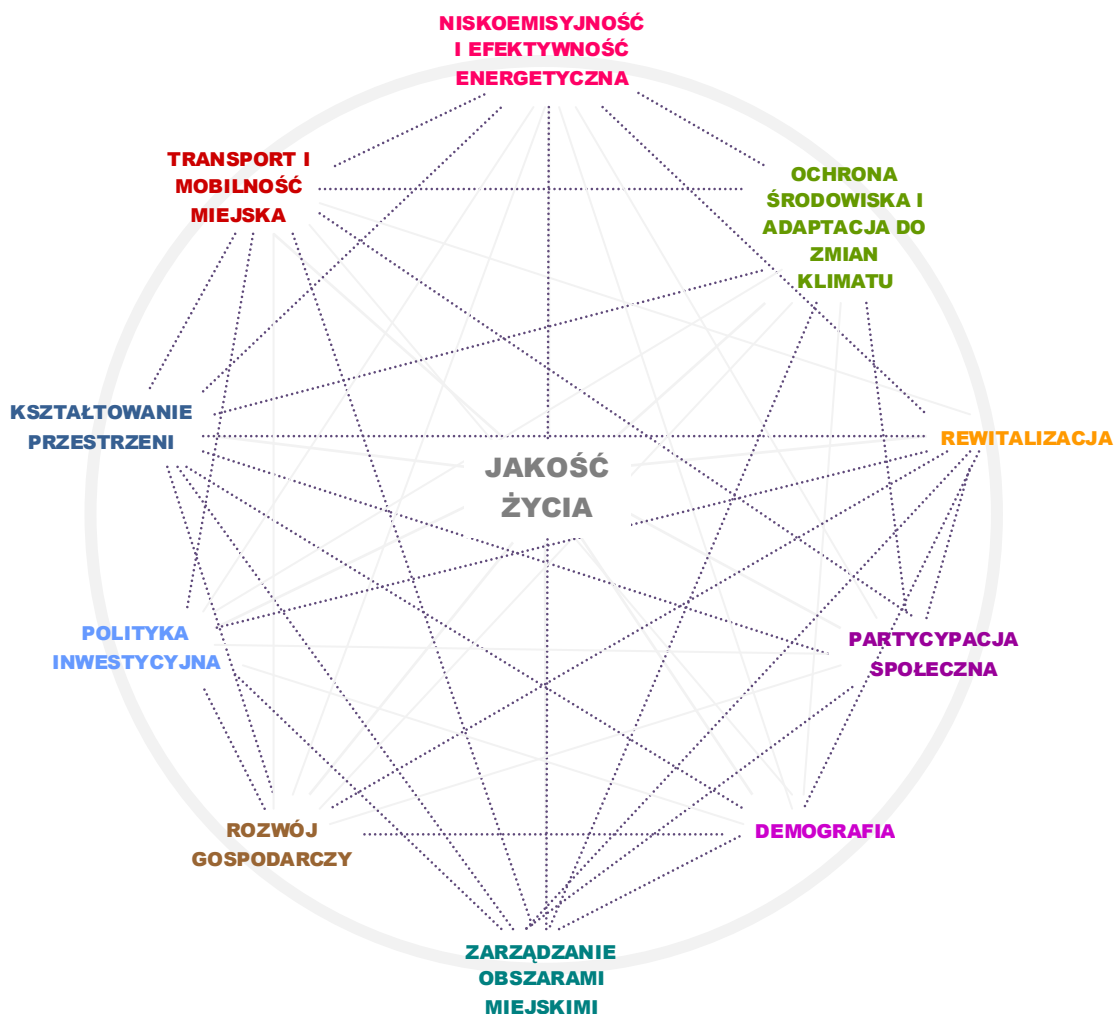 NISKOEMISYJNOŚĆ
I EFEKTYWNOŚĆ
ENERGETYCZNA
TRANSPORT I
MOBILNOŚĆ
MIEJSKA
OCHRONA
ŚRODOWISKA I
ADAPTACJA DO
ZMIAN
KLIMATU
KSZTAŁTOWANIE
PRZESTRZENI
REWITALIZACJA
JAKOŚĆ
ŻYCIA
POLITYKA
INWESTYCYJNA
PARTYCYPACJA
SPOŁECZNA
ROZWÓJ
GOSPODARCZY
DEMOGRAFIA
ZARZĄDZANIE
OBSZARAMI
MIEJSKIMI